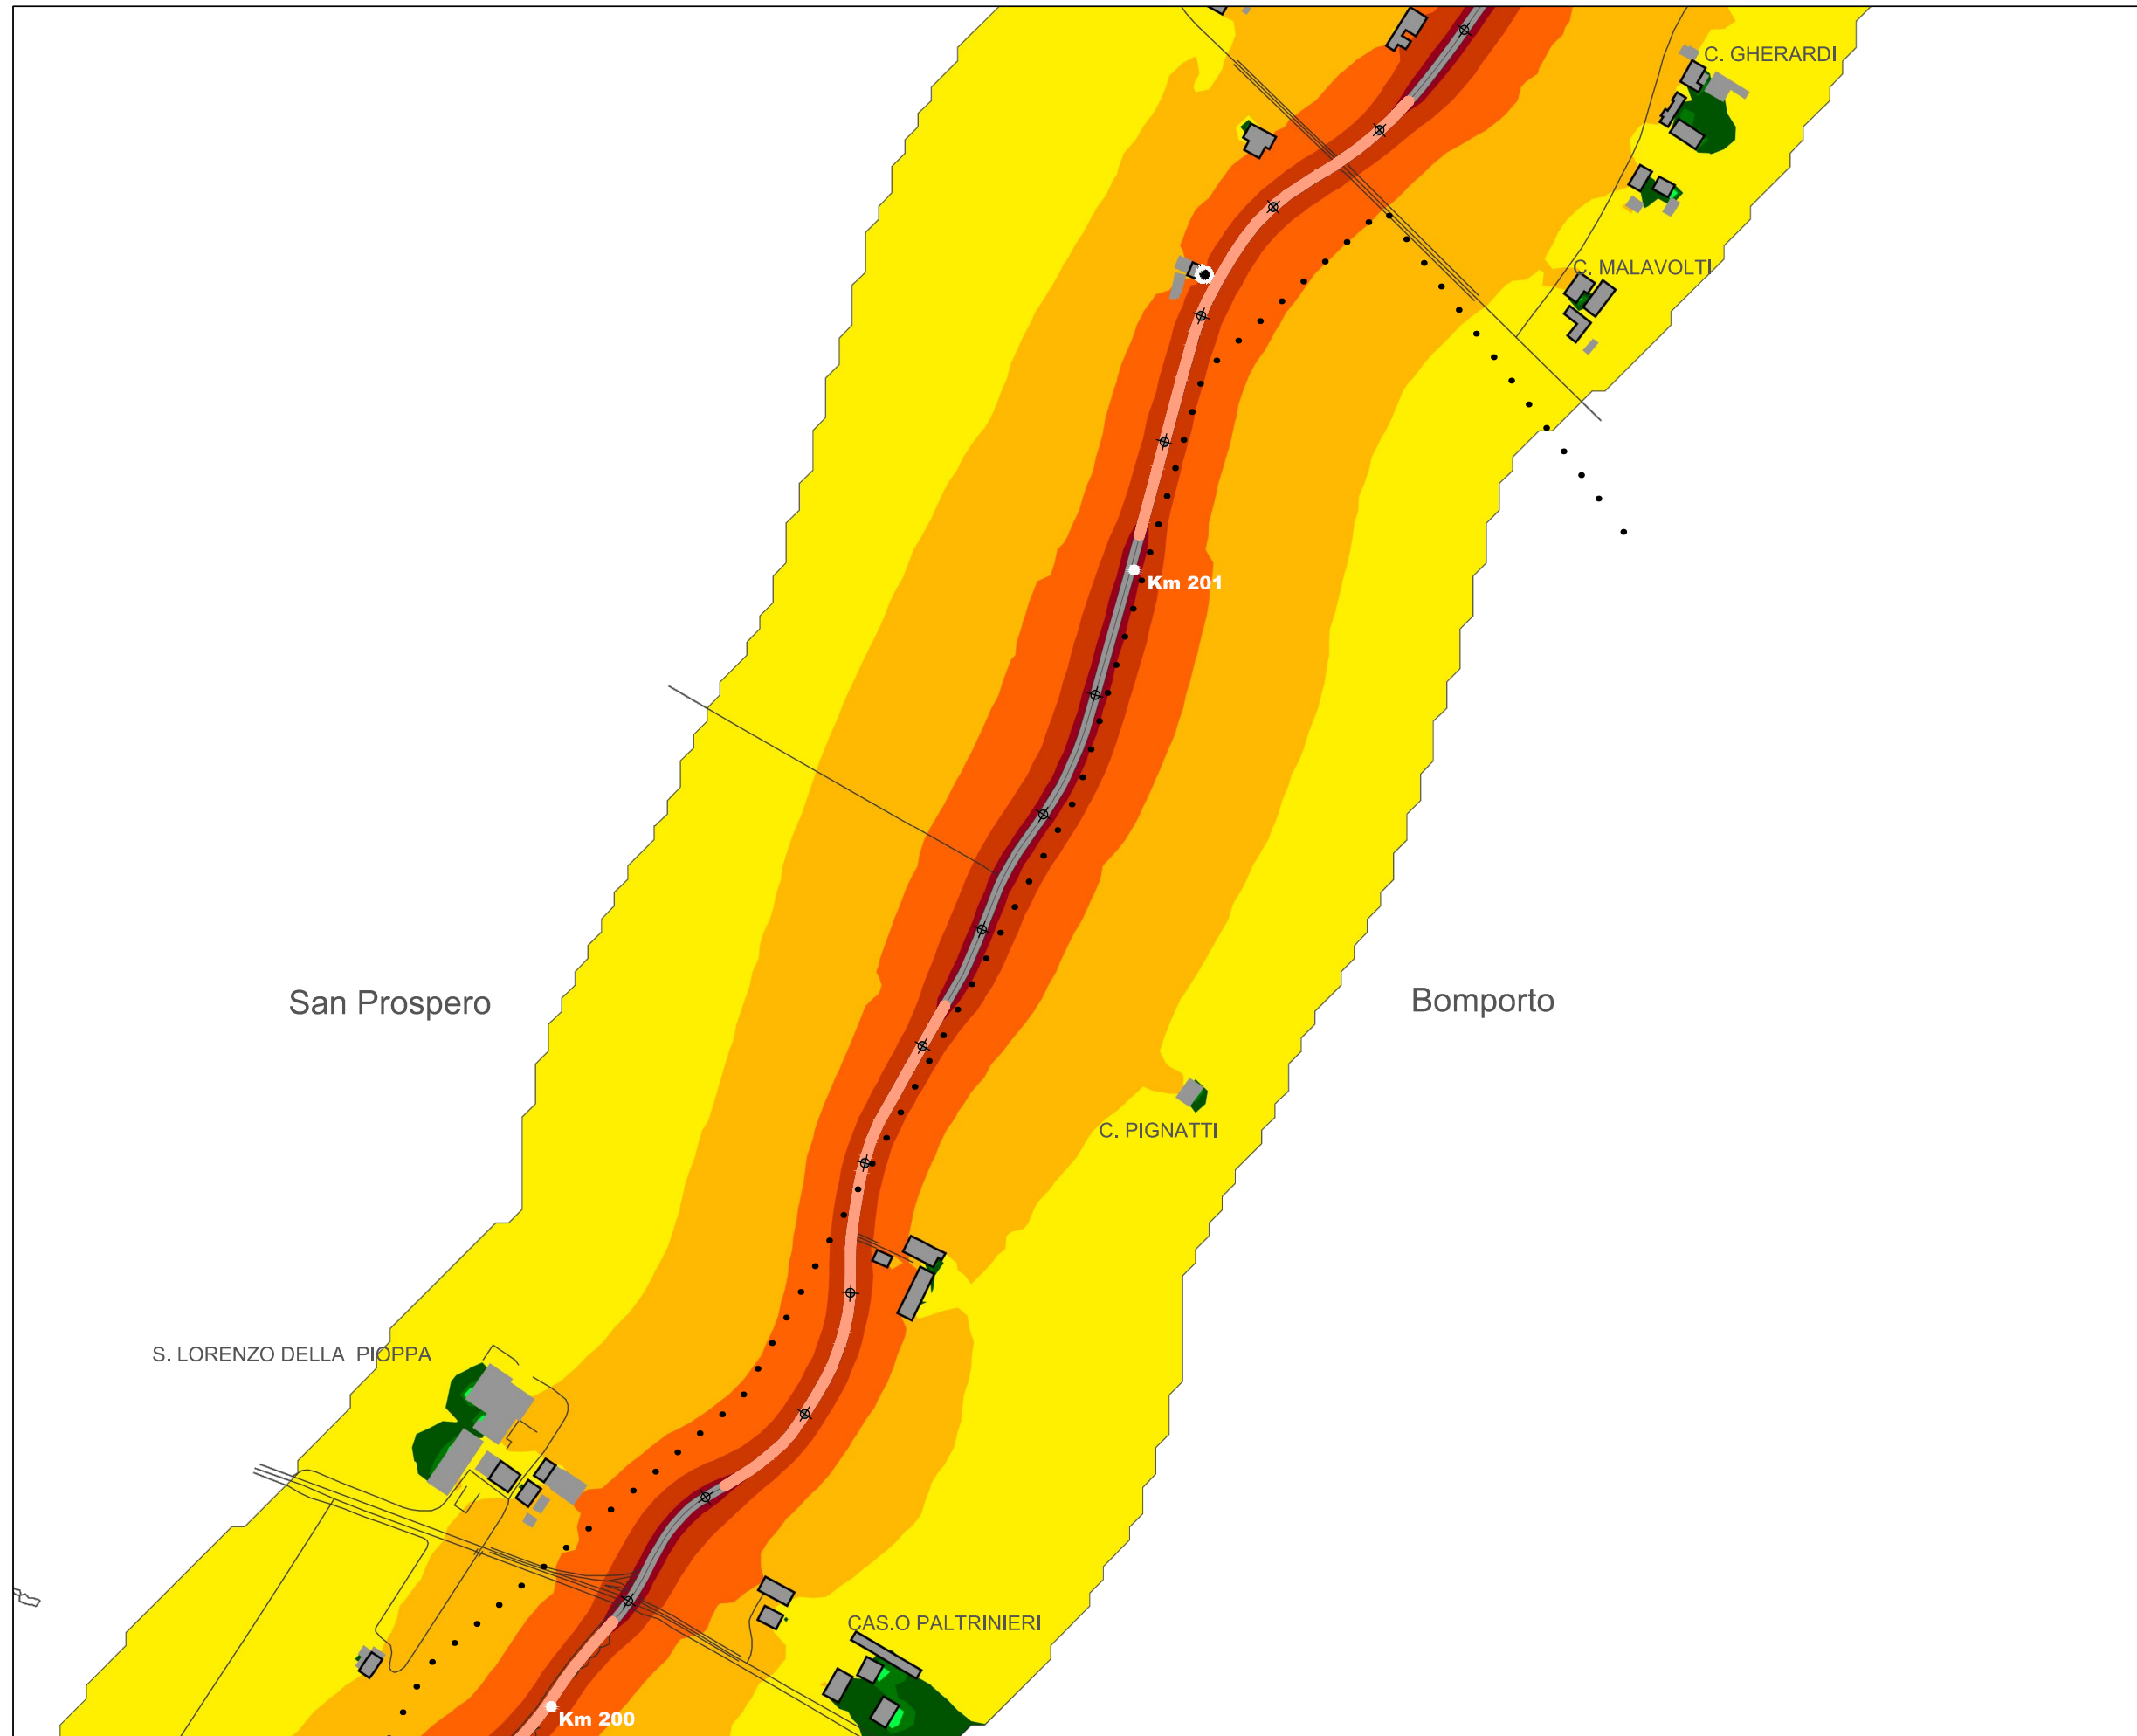 C. GHERARDI
C. MALAVOLTI
Km 201
San Prospero
Bomporto
C. PIGNATTI
S. LORENZO DELLA PIOPPA
CAS.O PALTRINIERI
Km 200